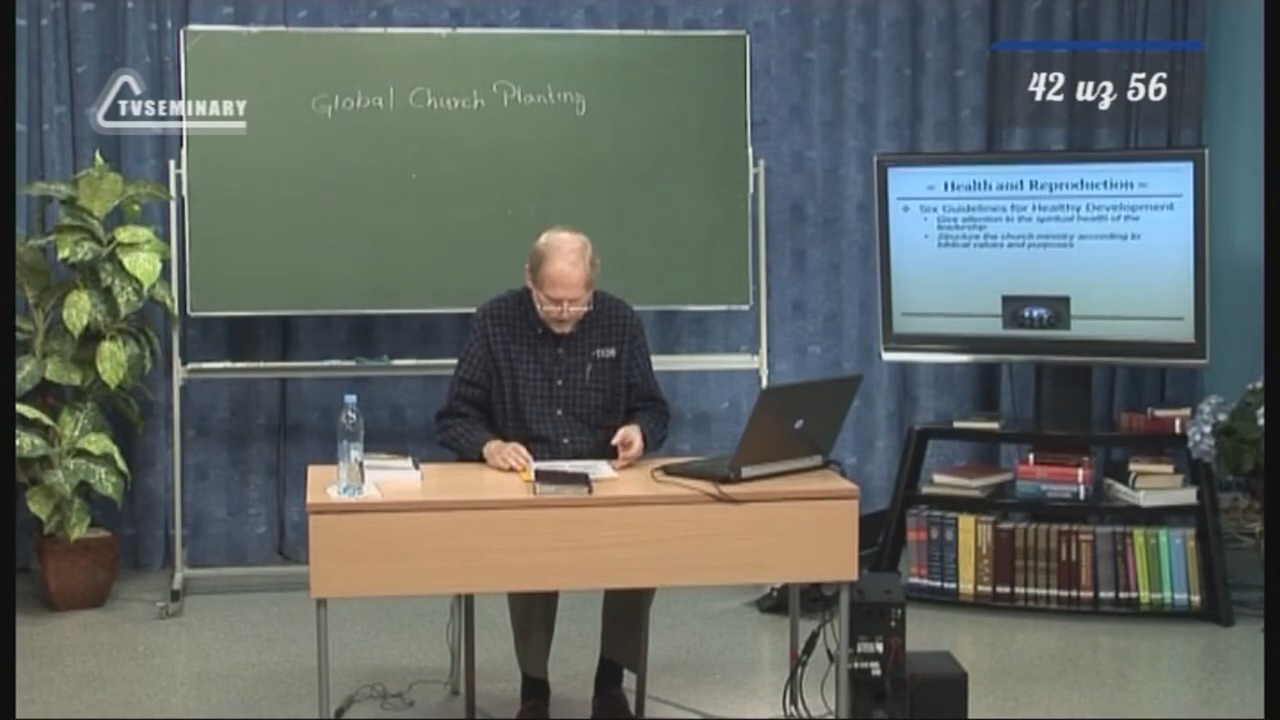 TVSEMINARY
Global Church Planting
42 из 56
Health and Reproduction
Six Guidelines for Healthy Development
Give attention to the spiritual health of the
leadership
Structure the church ministry according to
biblical values and purposes